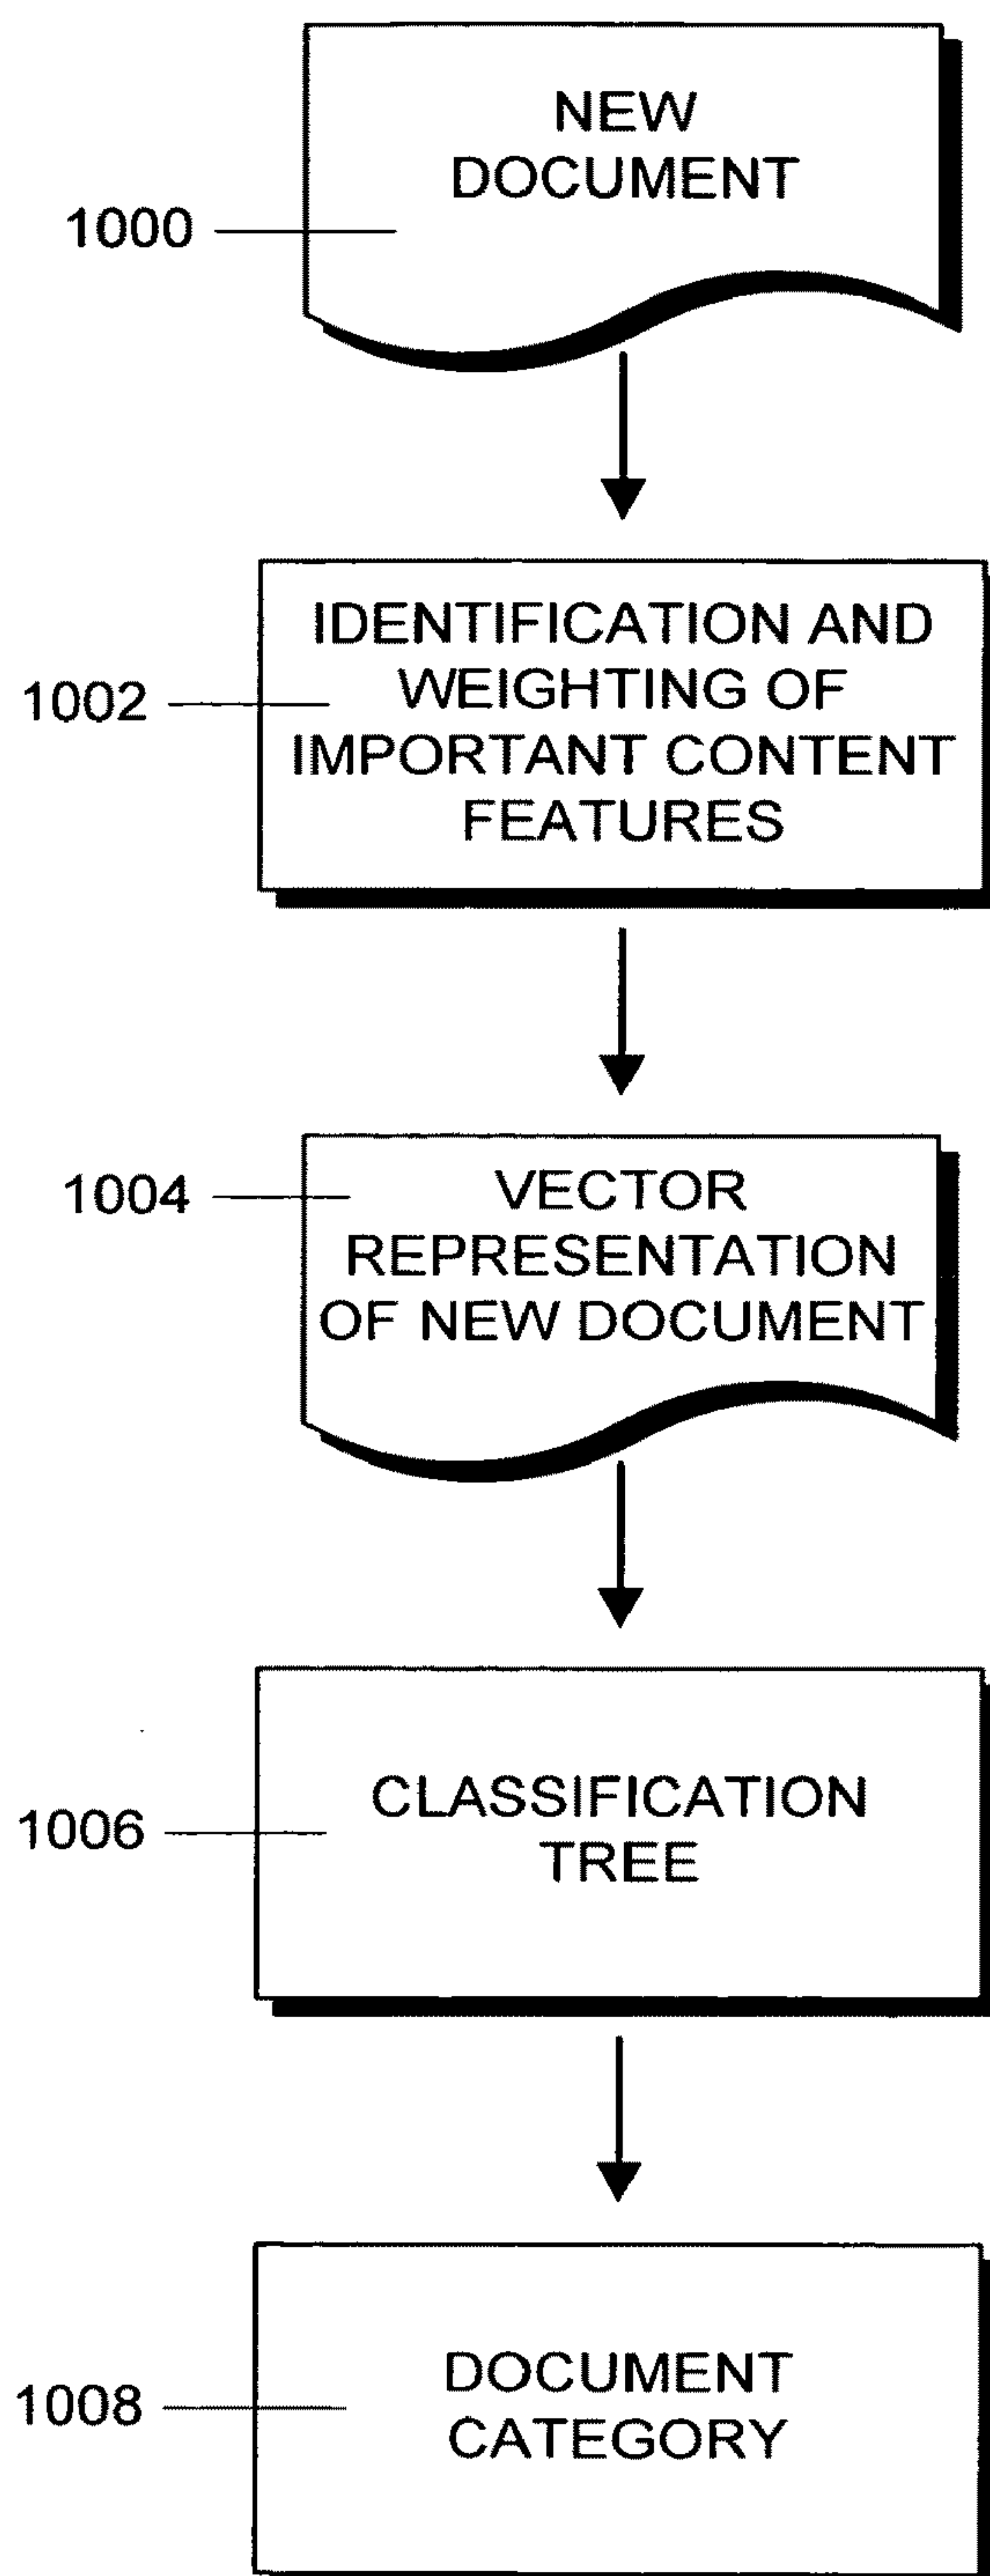 NEW
DOCUMENT
1000
IDENTIFICATION AND
WEIGHTING OF
IMPORTANT CONTENT
FEATURES
1002
VECTOR
REPRESENTATION
OF NEW DOCUMENT
1004
CLASSIFICATION
TREE
1006
DOCUMENT
CATEGORY
1008